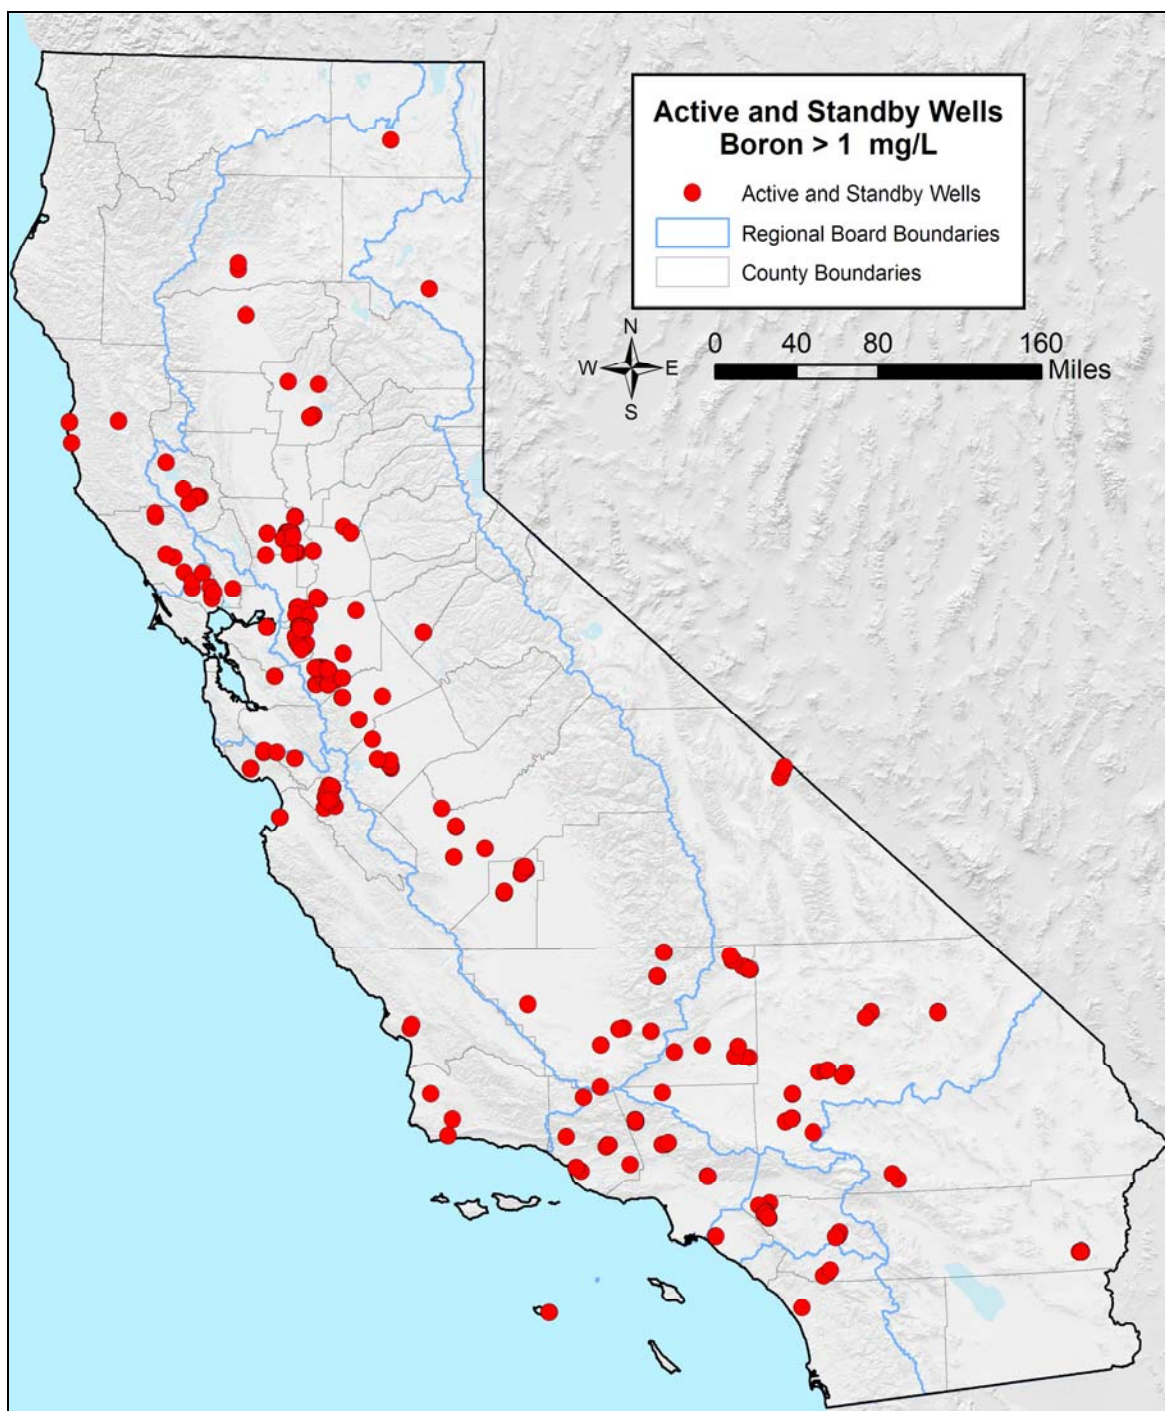 Active and Standby Wells
Boron > 1 mg/L
Active and Standby Wells
Regional Board Boundaries
County Boundaries
N
W E
S
0 40 80 160
Miles